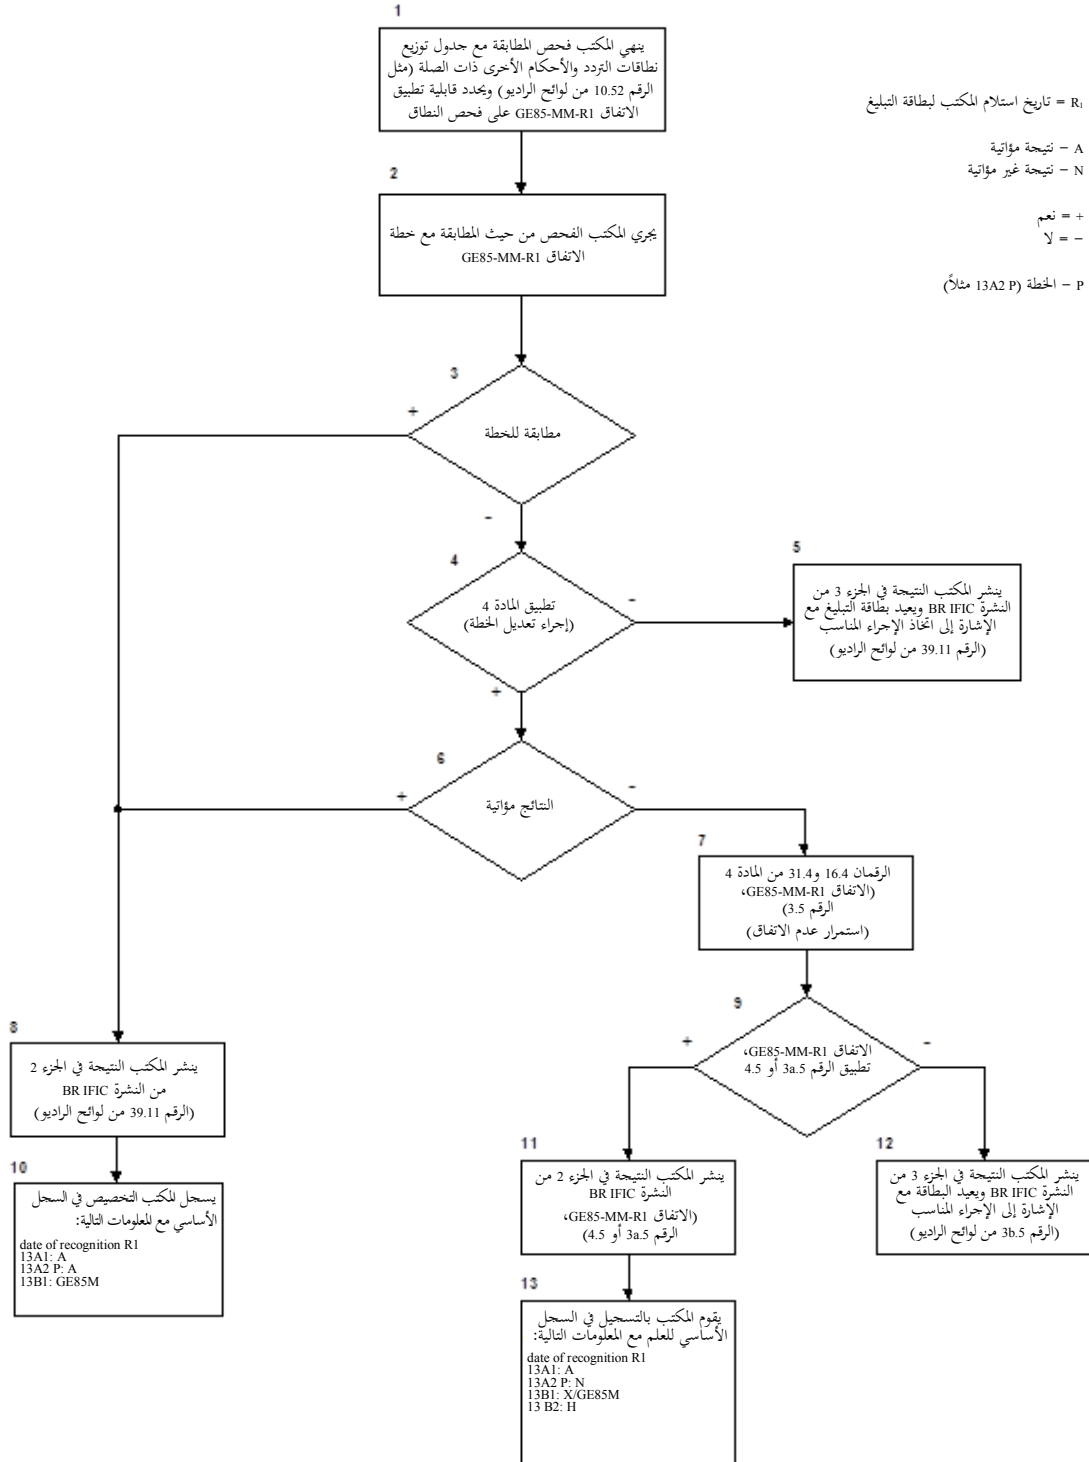 1
ينهي المكتب فحص المطابقة مع جدول توزيع
نطاقات التردد والأحكام الأخرى ذات الصلة (مثل
الرقم 10.52 من لوائح الراديو) ويحدد قابلية تطبيق
الاتفاق GE85-MM-R1 على فحص النطاق
R₁ = تاريخ استلام المكتب لبطاقة التبليغ
A – نتيجة مؤاتية
N – نتيجة غير مؤاتية
+ = نعم
– = لا
P – الخطة (13A2 P مثلاً)
2
يجري المكتب الفحص من حيث المطابقة مع خطة
الاتفاق GE85-MM-R1
3
+
مطابقة للخطة
-
4
تطبيق المادة 4
(إجراء تعديل الخطة)
-
+
5
ينشر المكتب النتيجة في الجزء 3 من
النشرة BR IFIC ويعيد بطاقة التبليغ مع
الإشارة إلى اتخاذ الإجراء المناسب
(الرقم 39.11 من لوائح الراديو)
6
+
النتائج مؤاتية
-
7
الرقمان 16.4 و31.4 من المادة 4
(الاتفاق GE85-MM-R1،
الرقم 3.5)
(استمرار عدم الاتفاق)
8
ينشر المكتب النتيجة في الجزء 2
من النشرة BR IFIC
(الرقم 39.11 من لوائح الراديو)
9
+
الاتفاق GE85-MM-R1،
تطبيق الرقم 3a.5 أو 4.5
-
10
يسجل المكتب التخصيص في السجل
الأساسي مع المعلومات التالية:
date of recognition R1
13A1: A
13A2 P: A
13B1: GE85M
11
ينشر المكتب النتيجة في الجزء 2 من
النشرة BR IFIC
(الاتفاق GE85-MM-R1،
الرقم 3a.5 أو 4.5)
12
ينشر المكتب النتيجة في الجزء 3 من
النشرة BR IFIC ويعيد البطاقة مع
الإشارة إلى الإجراء المناسب
(الرقم 3b.5 من لوائح الراديو)
13
يقوم المكتب بالتسجيل في السجل
الأساسي للعلم مع المعلومات التالية:
date of recognition R1
13A1: A
13A2 P: N
13B1: X/GE85M
13 B2: H